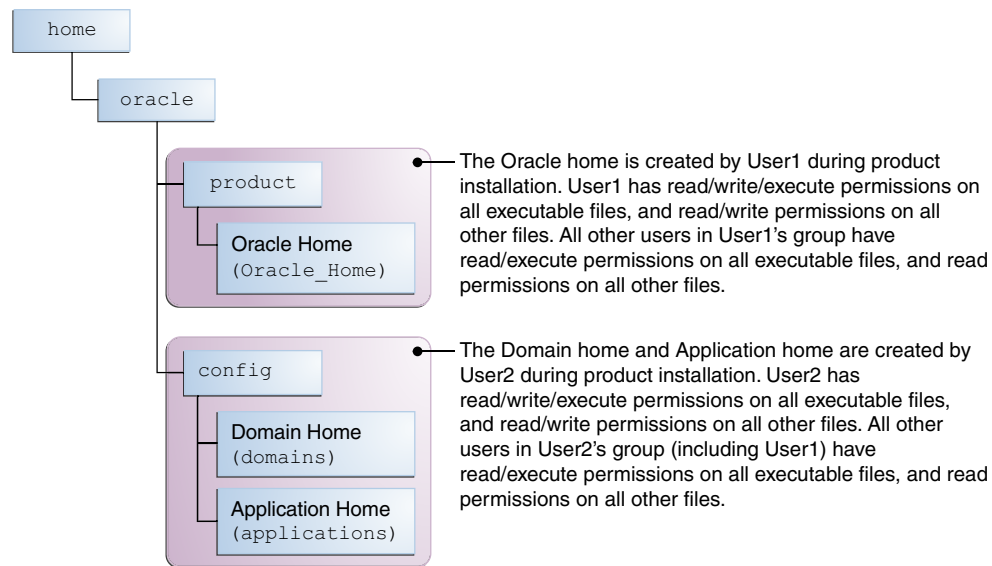 home
oracle
product
Oracle Home
(Oracle_Home)
The Oracle home is created by User1 during product
installation. User1 has read/write/execute permissions on
all executable files, and read/write permissions on all
other files. All other users in User1's group have
read/execute permissions on all executable files, and read
permissions on all other files.
config
Domain Home
(domains)
Application Home
(applications)
The Domain home and Application home are created by
User2 during product installation. User2 has
read/write/execute permissions on all executable files,
and read/write permissions on all other files. All other
users in User2's group (including User1) have
read/execute permissions on all executable files, and read
permissions on all other files.